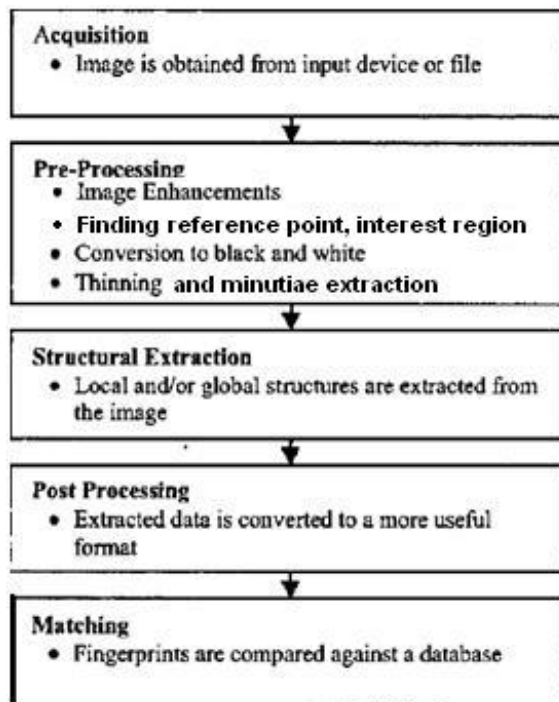 Acquisition
• Image is obtained from input device or file
Pre-Processing
• Image Enhancements
• Finding reference point, interest region
• Conversion to black and white
• Thinning and minutiae extraction
Structural Extraction
• Local and/or global structures are extracted from
the image
Post Processing
• Extracted data is converted to a more useful
format
Matching
• Fingerprints are compared against a database